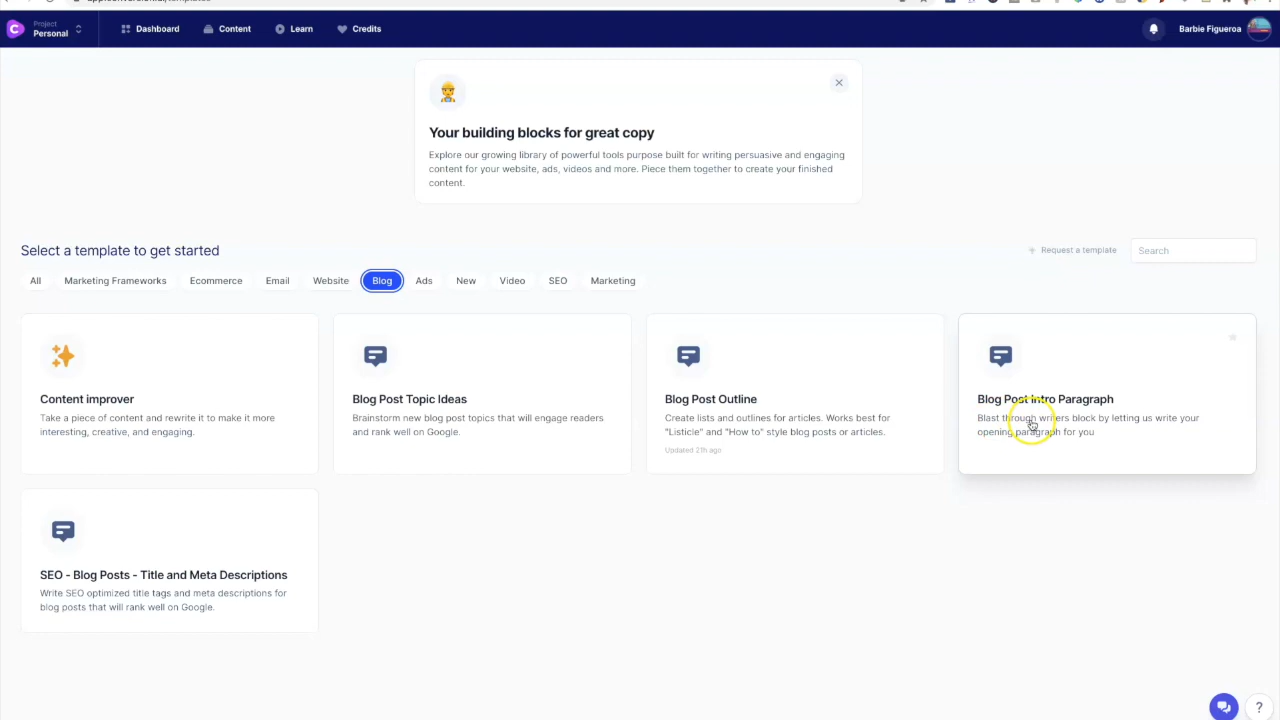 Project
Personal
Dashboard
Content
Learn
Credits
Barbie Figueroa
Your building blocks for great copy
Explore our growing library of powerful tools purpose built for writing persuasive and engaging
content for your website, ads, videos and more. Piece them together to create your finished
content.
Select a template to get started
Request a template
Search
All
Marketing Frameworks
Ecommerce
Email
Website
Blog
Ads
New
Video
SEO
Marketing
Content improver
Take a piece of content and rewrite it to make it more
interesting, creative, and engaging.
Blog Post Topic Ideas
Brainstorm new blog post topics that will engage readers
and rank well on Google.
Blog Post Outline
Create lists and outlines for articles. Works best for
"Listicle" and "How to" style blog posts or articles.
Updated 21h ago
Blog Post Intro Paragraph
Blast through writers block by letting us write your
opening paragraph for you
SEO - Blog Posts - Title and Meta Descriptions
Write SEO optimized title tags and meta descriptions for
blog posts that will rank well on Google.
?